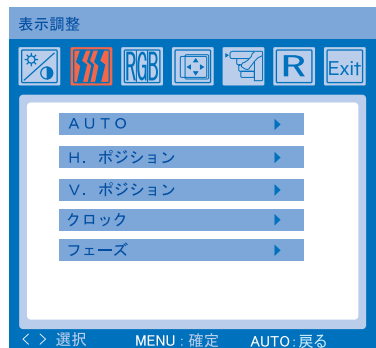 表示調整
RGB R Exit
AUTO
H. ポジション
V. ポジション
クロック
フェーズ
< > 選択 MENU:確定 AUTO:戻る